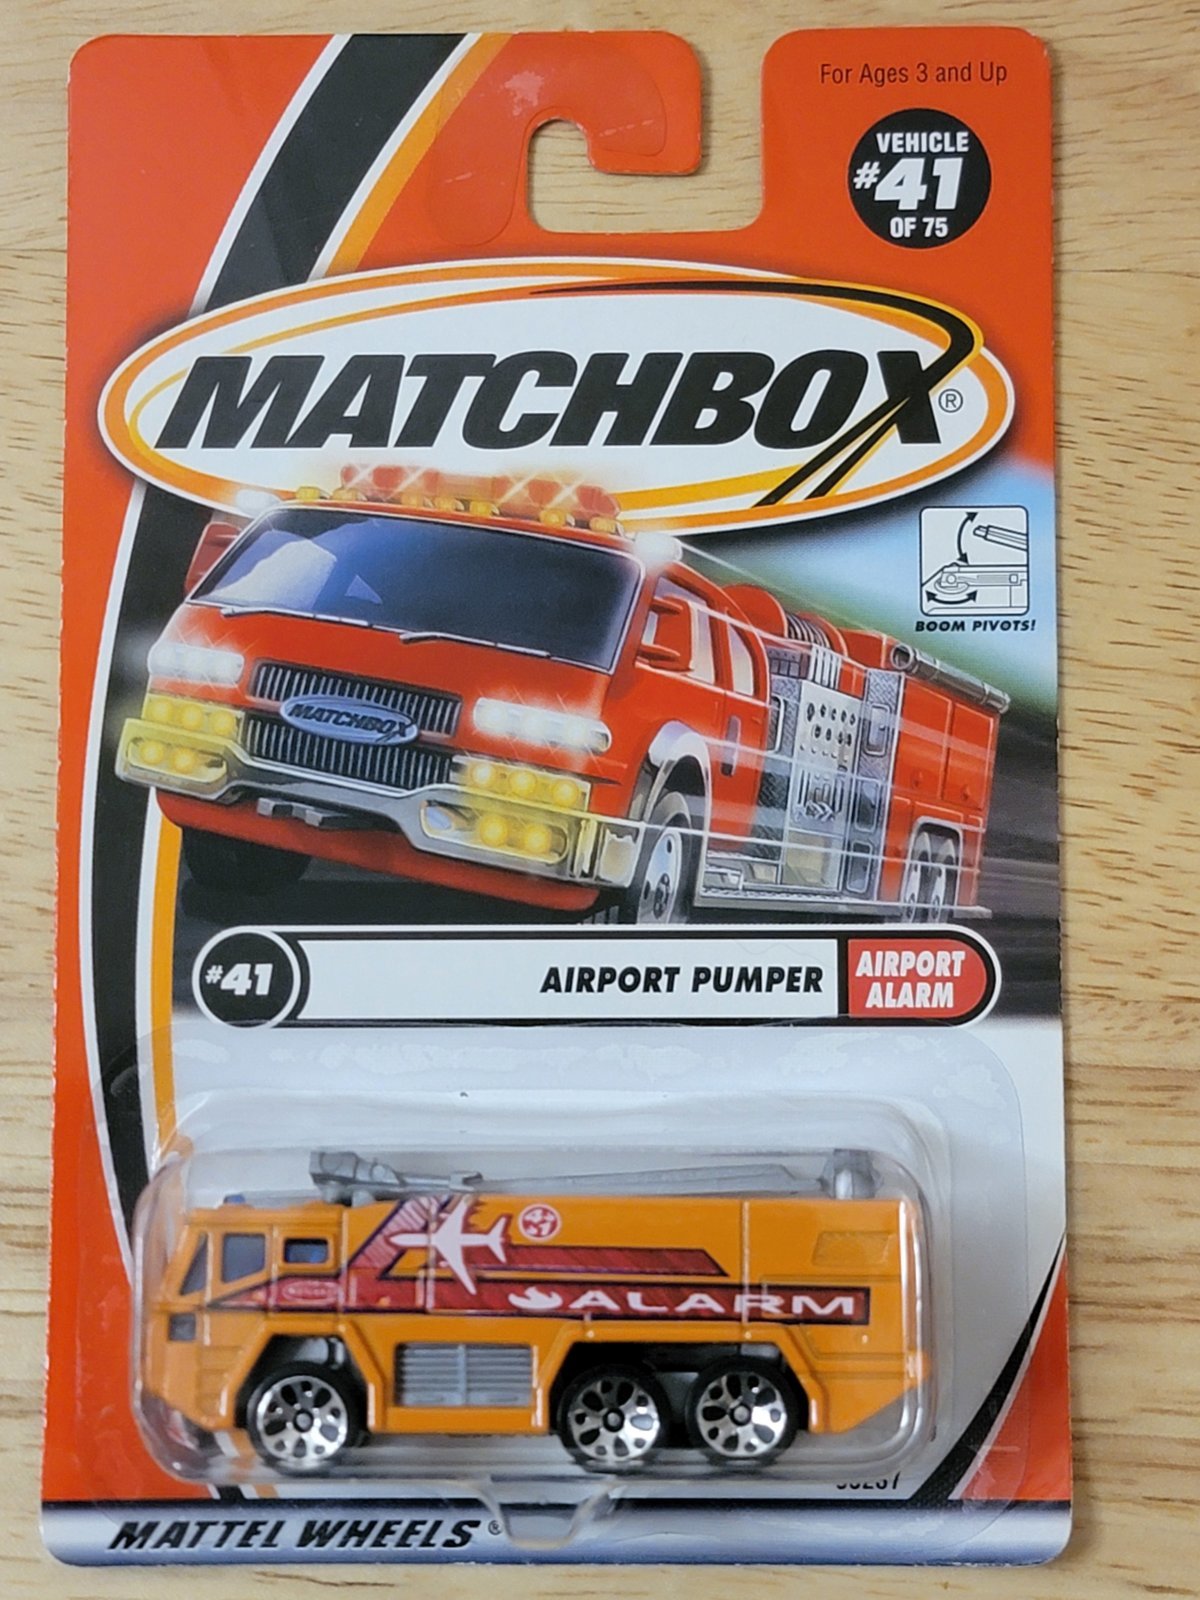 For Ages 3 and Up
VEHICLE
#41
OF 75
MATCHBOX®
BOOM PIVOTS!
MATCHBOX
#41
AIRPORT PUMPER
AIRPORT
ALARM
ALARM
MATTEL WHEELS®